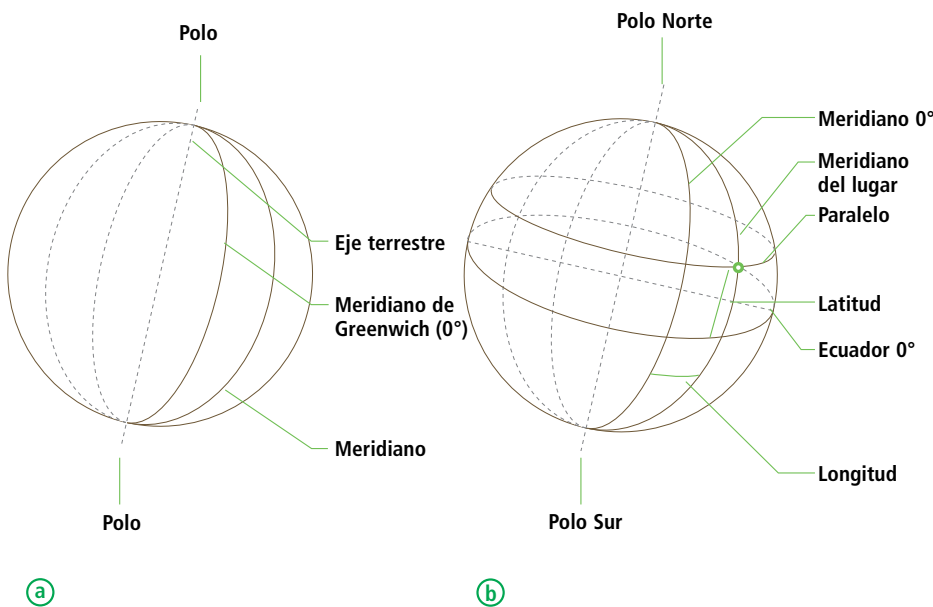 Polo
Eje terrestre
Meridiano de
Greenwich (0°)
Meridiano
Polo
a
Polo Norte
Meridiano 0°
Meridiano
del lugar
Paralelo
Latitud
Ecuador 0°
Longitud
Polo Sur
b